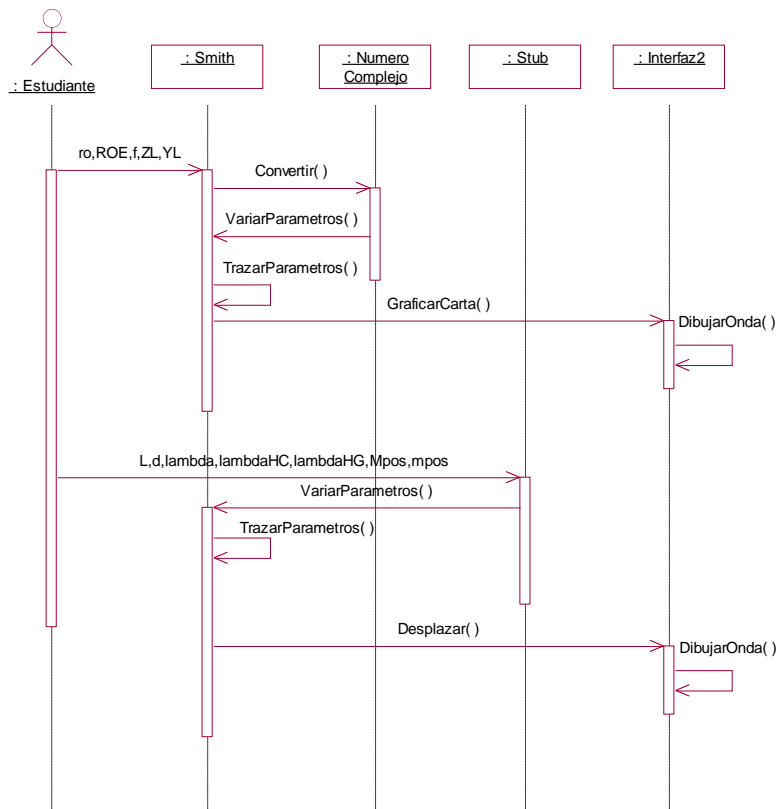 : Estudiante
: Smith
: Numero
Complejo
: Stub
: Interfaz2
ro,ROE,f,ZL,YL
Convertir( )
VariarParametros( )
TrazarParametros( )
GraficarCarta( )
DibujarOnda( )
L,d,lambda,lambdaHC,lambdaHG,Mpos,mpos
VariarParametros( )
TrazarParametros( )
Desplazar( )
DibujarOnda( )